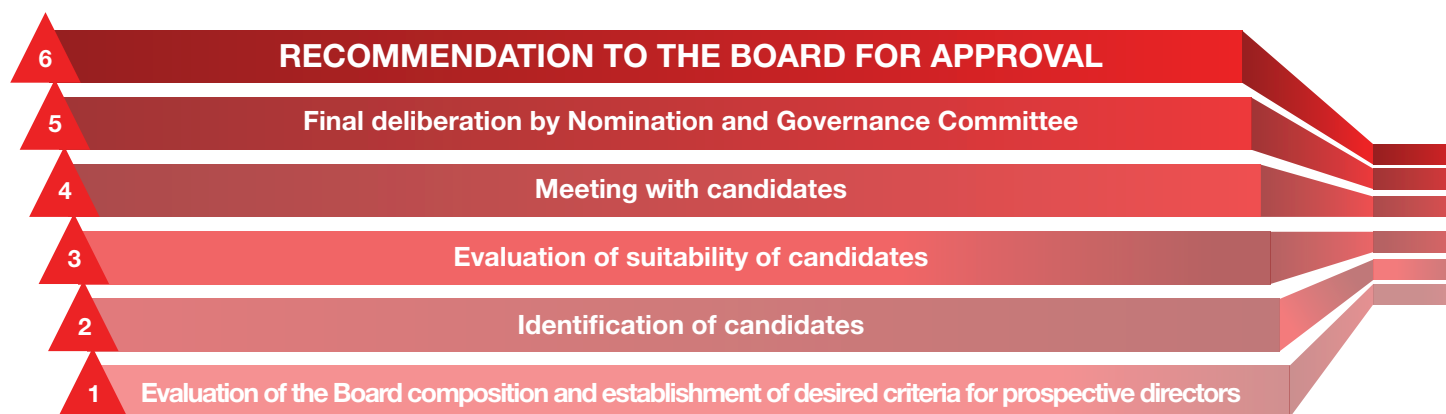 6 RECOMMENDATION TO THE BOARD FOR APPROVAL
5 Final deliberation by Nomination and Governance Committee
4 Meeting with candidates
3 Evaluation of suitability of candidates
2 Identification of candidates
1 Evaluation of the Board composition and establishment of desired criteria for prospective directors